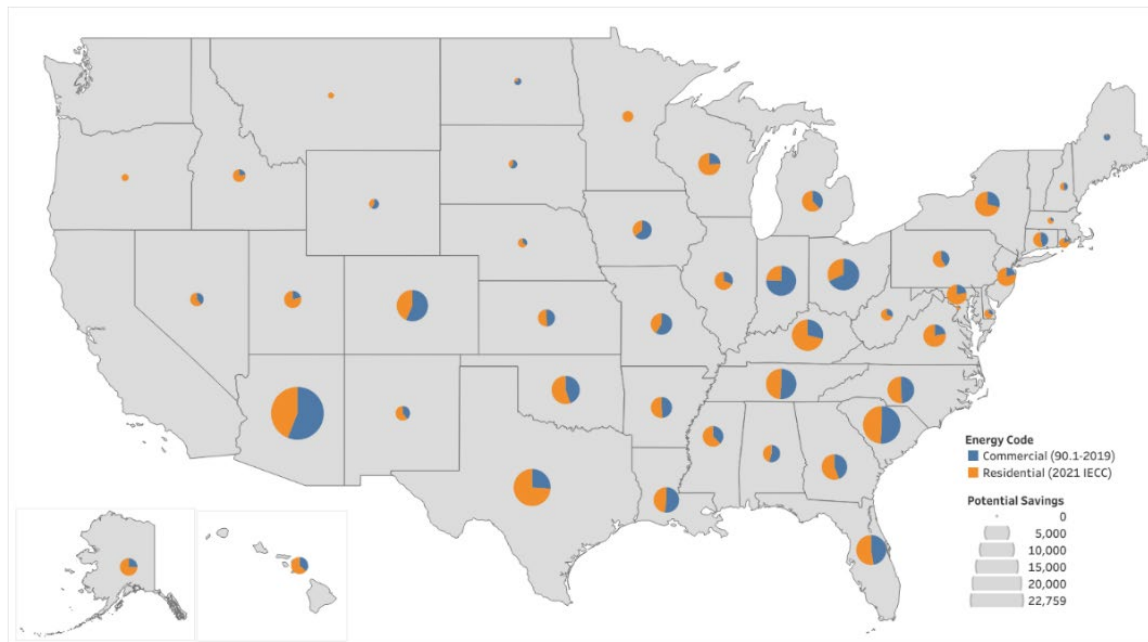 Energy Code
Commercial (90.1-2019)
Residential (2021 IECC)
Potential Savings
0
5,000
10,000
15,000
20,000
22,759